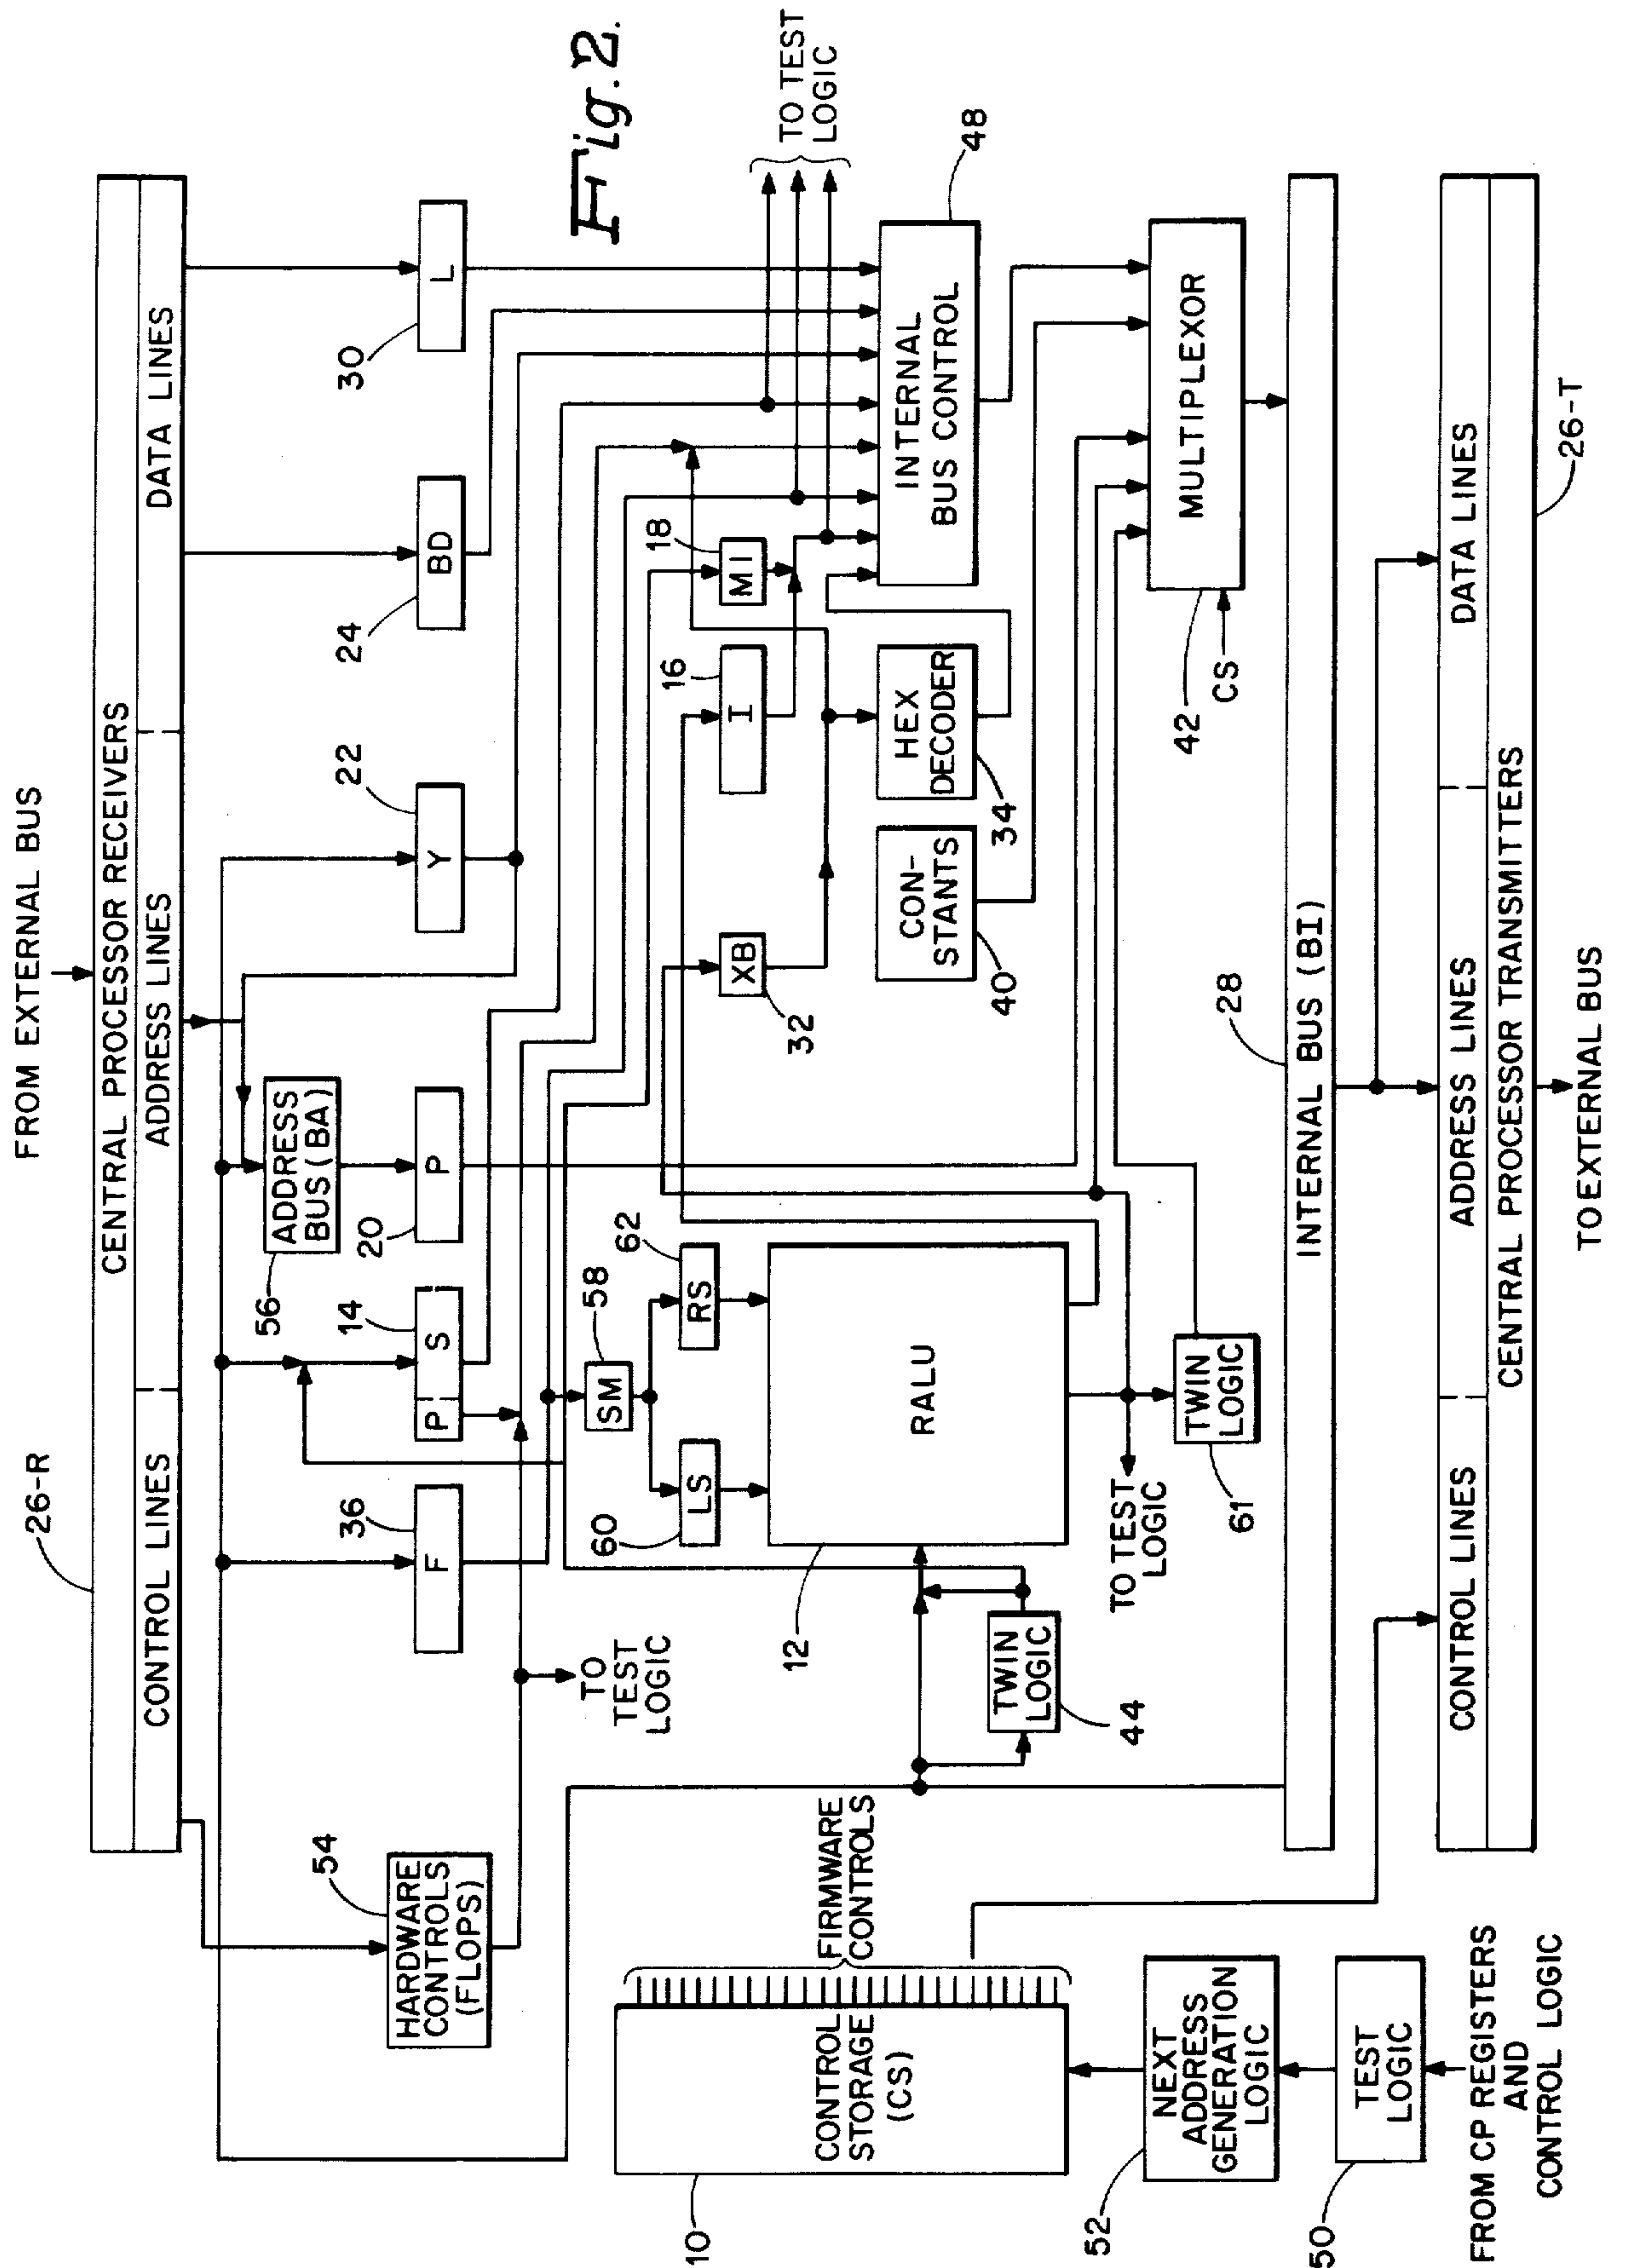 FROM EXTERNAL BUS
26-R
CENTRAL PROCESSOR RECEIVERS
CONTROL LINES
ADDRESS LINES
DATA LINES
54
HARDWARE
CONTROLS
(FLOPS)
36
F
14
P
S
56
ADDRESS
BUS (BA)
20
P
22
Y
24
BD
30
L
Fig. 2.
TO
TEST
LOGIC
58
SM
60
LS
62
RS
12
RALU
32
XB
16
I
18
MI
TO TEST
LOGIC
40
CON-
STANTS
34
HEX
DECODER
48
INTERNAL
BUS CONTROL
44
TWIN
LOGIC
TO TEST
LOGIC
61
TWIN
LOGIC
42
MULTIPLEXOR
CS
10
CONTROL
STORAGE
(CS)
FIRMWARE
CONTROLS
28
INTERNAL BUS (BI)
52
NEXT
ADDRESS
GENERATION
LOGIC
50
TEST
LOGIC
FROM CP REGISTERS
AND
CONTROL LOGIC
CONTROL LINES
ADDRESS LINES
DATA LINES
26-T
CENTRAL PROCESSOR TRANSMITTERS
TO EXTERNAL BUS